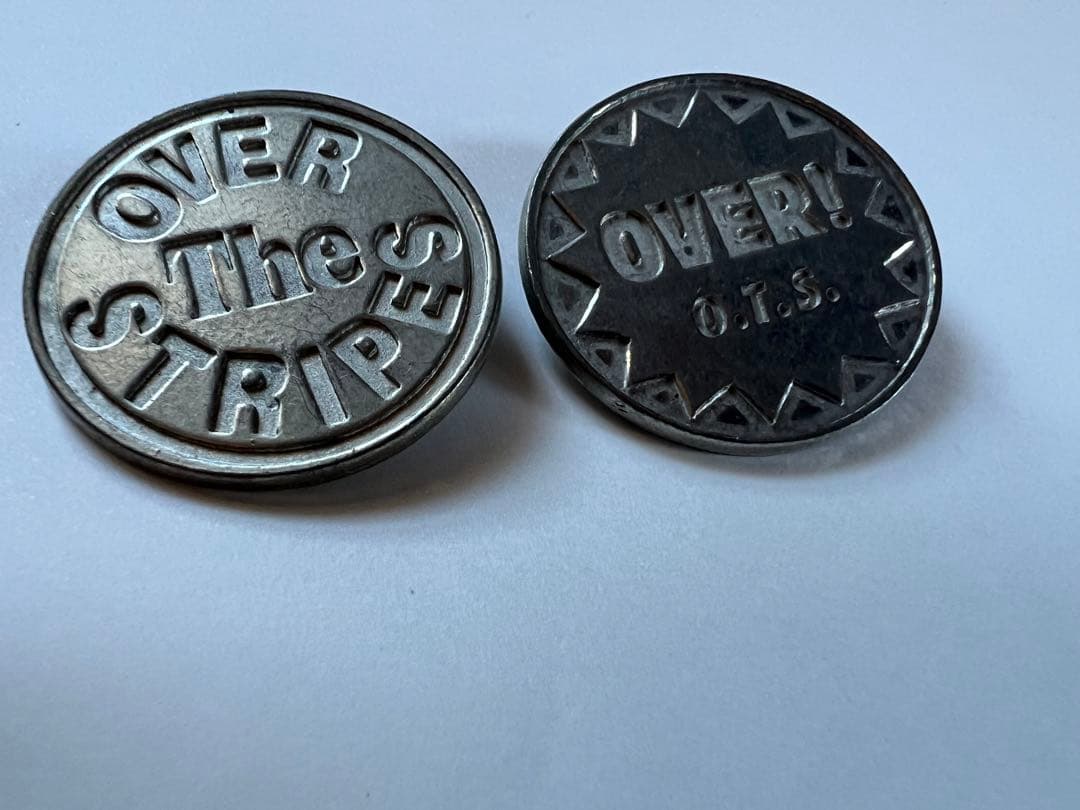 OVER
The
STRIPES
OVER!
O.T.S.